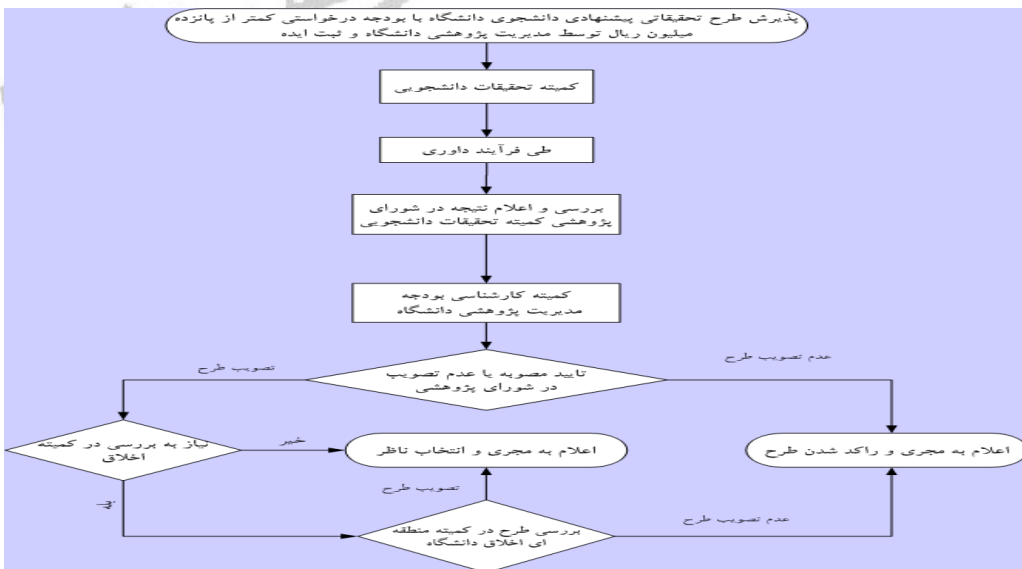 پذیرش طرح تحقیقاتی پیشنهادی دانشجوی دانشگاه با بودجه درخواستی کمتر از پانزده
میلیون ریال توسط مدیریت پژوهشی دانشگاه و ثبت ایده
کمیته تحقیقات دانشجویی
طی فرآیند داوری
بررسی و اعلام نتیجه در شورای
پژوهشی کمیته تحقیقات دانشجویی
کمیته کارشناسی بودجه
مدیریت پژوهشی دانشگاه
تایید مصوبه یا عدم تصویب
در شورای پژوهشی
عدم تصویب طرح
تصویب طرح
نیاز به بررسی در کمیته
اخلاق
خیر
اعلام به مجری و انتخاب ناظر
اعلام به مجری و راکد شدن طرح
بله
تصویب طرح
بررسی طرح در کمیته منطقه
ای اخلاق دانشگاه
عدم تصویب طرح